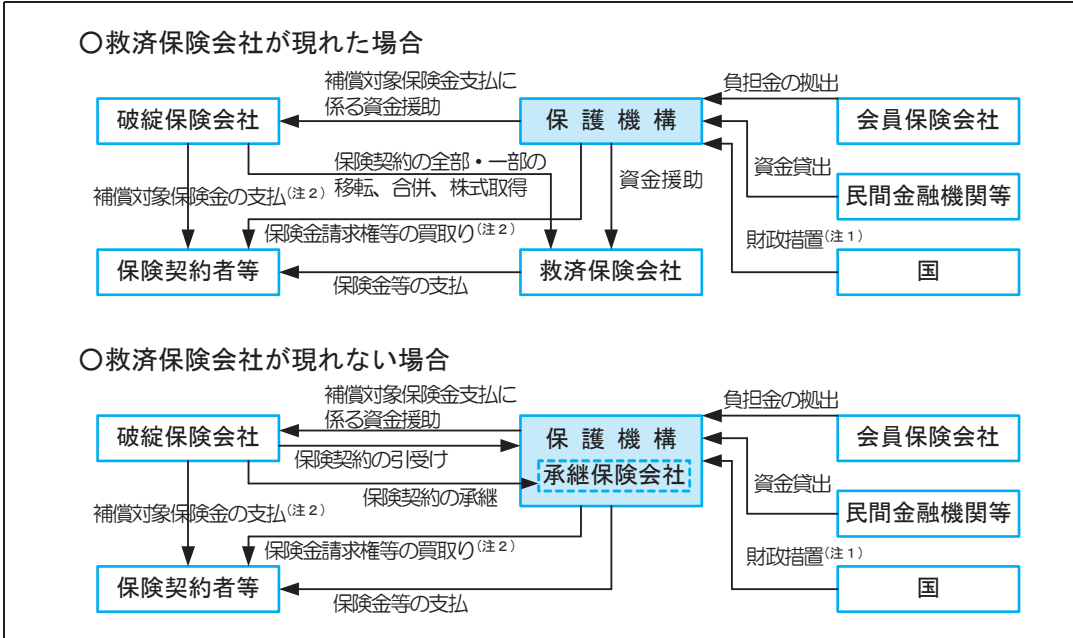 〇救済保険会社が現れた場合
補償対象保険金支払に
係る資金援助
負担金の拠出
破綻保険会社
保護機構
会員保険会社
保険契約の全部・一部の
移転、合併、株式取得
資金援助
資金貸出
補償対象保険金の支払(注2)
民間金融機関等
保険金請求権等の買取り(注2)
財政措置(注1)
保険契約者等
救済保険会社
国
保険金等の支払
〇救済保険会社が現れない場合
補償対象保険金支払に
係る資金援助
負担金の拠出
破綻保険会社
保護機構
会員保険会社
保険契約の引受け
承継保険会社
保険契約の承継
資金貸出
補償対象保険金の支払(注2)
民間金融機関等
保険金請求権等の買取り(注2)
財政措置(注1)
保険契約者等
国
保険金等の支払